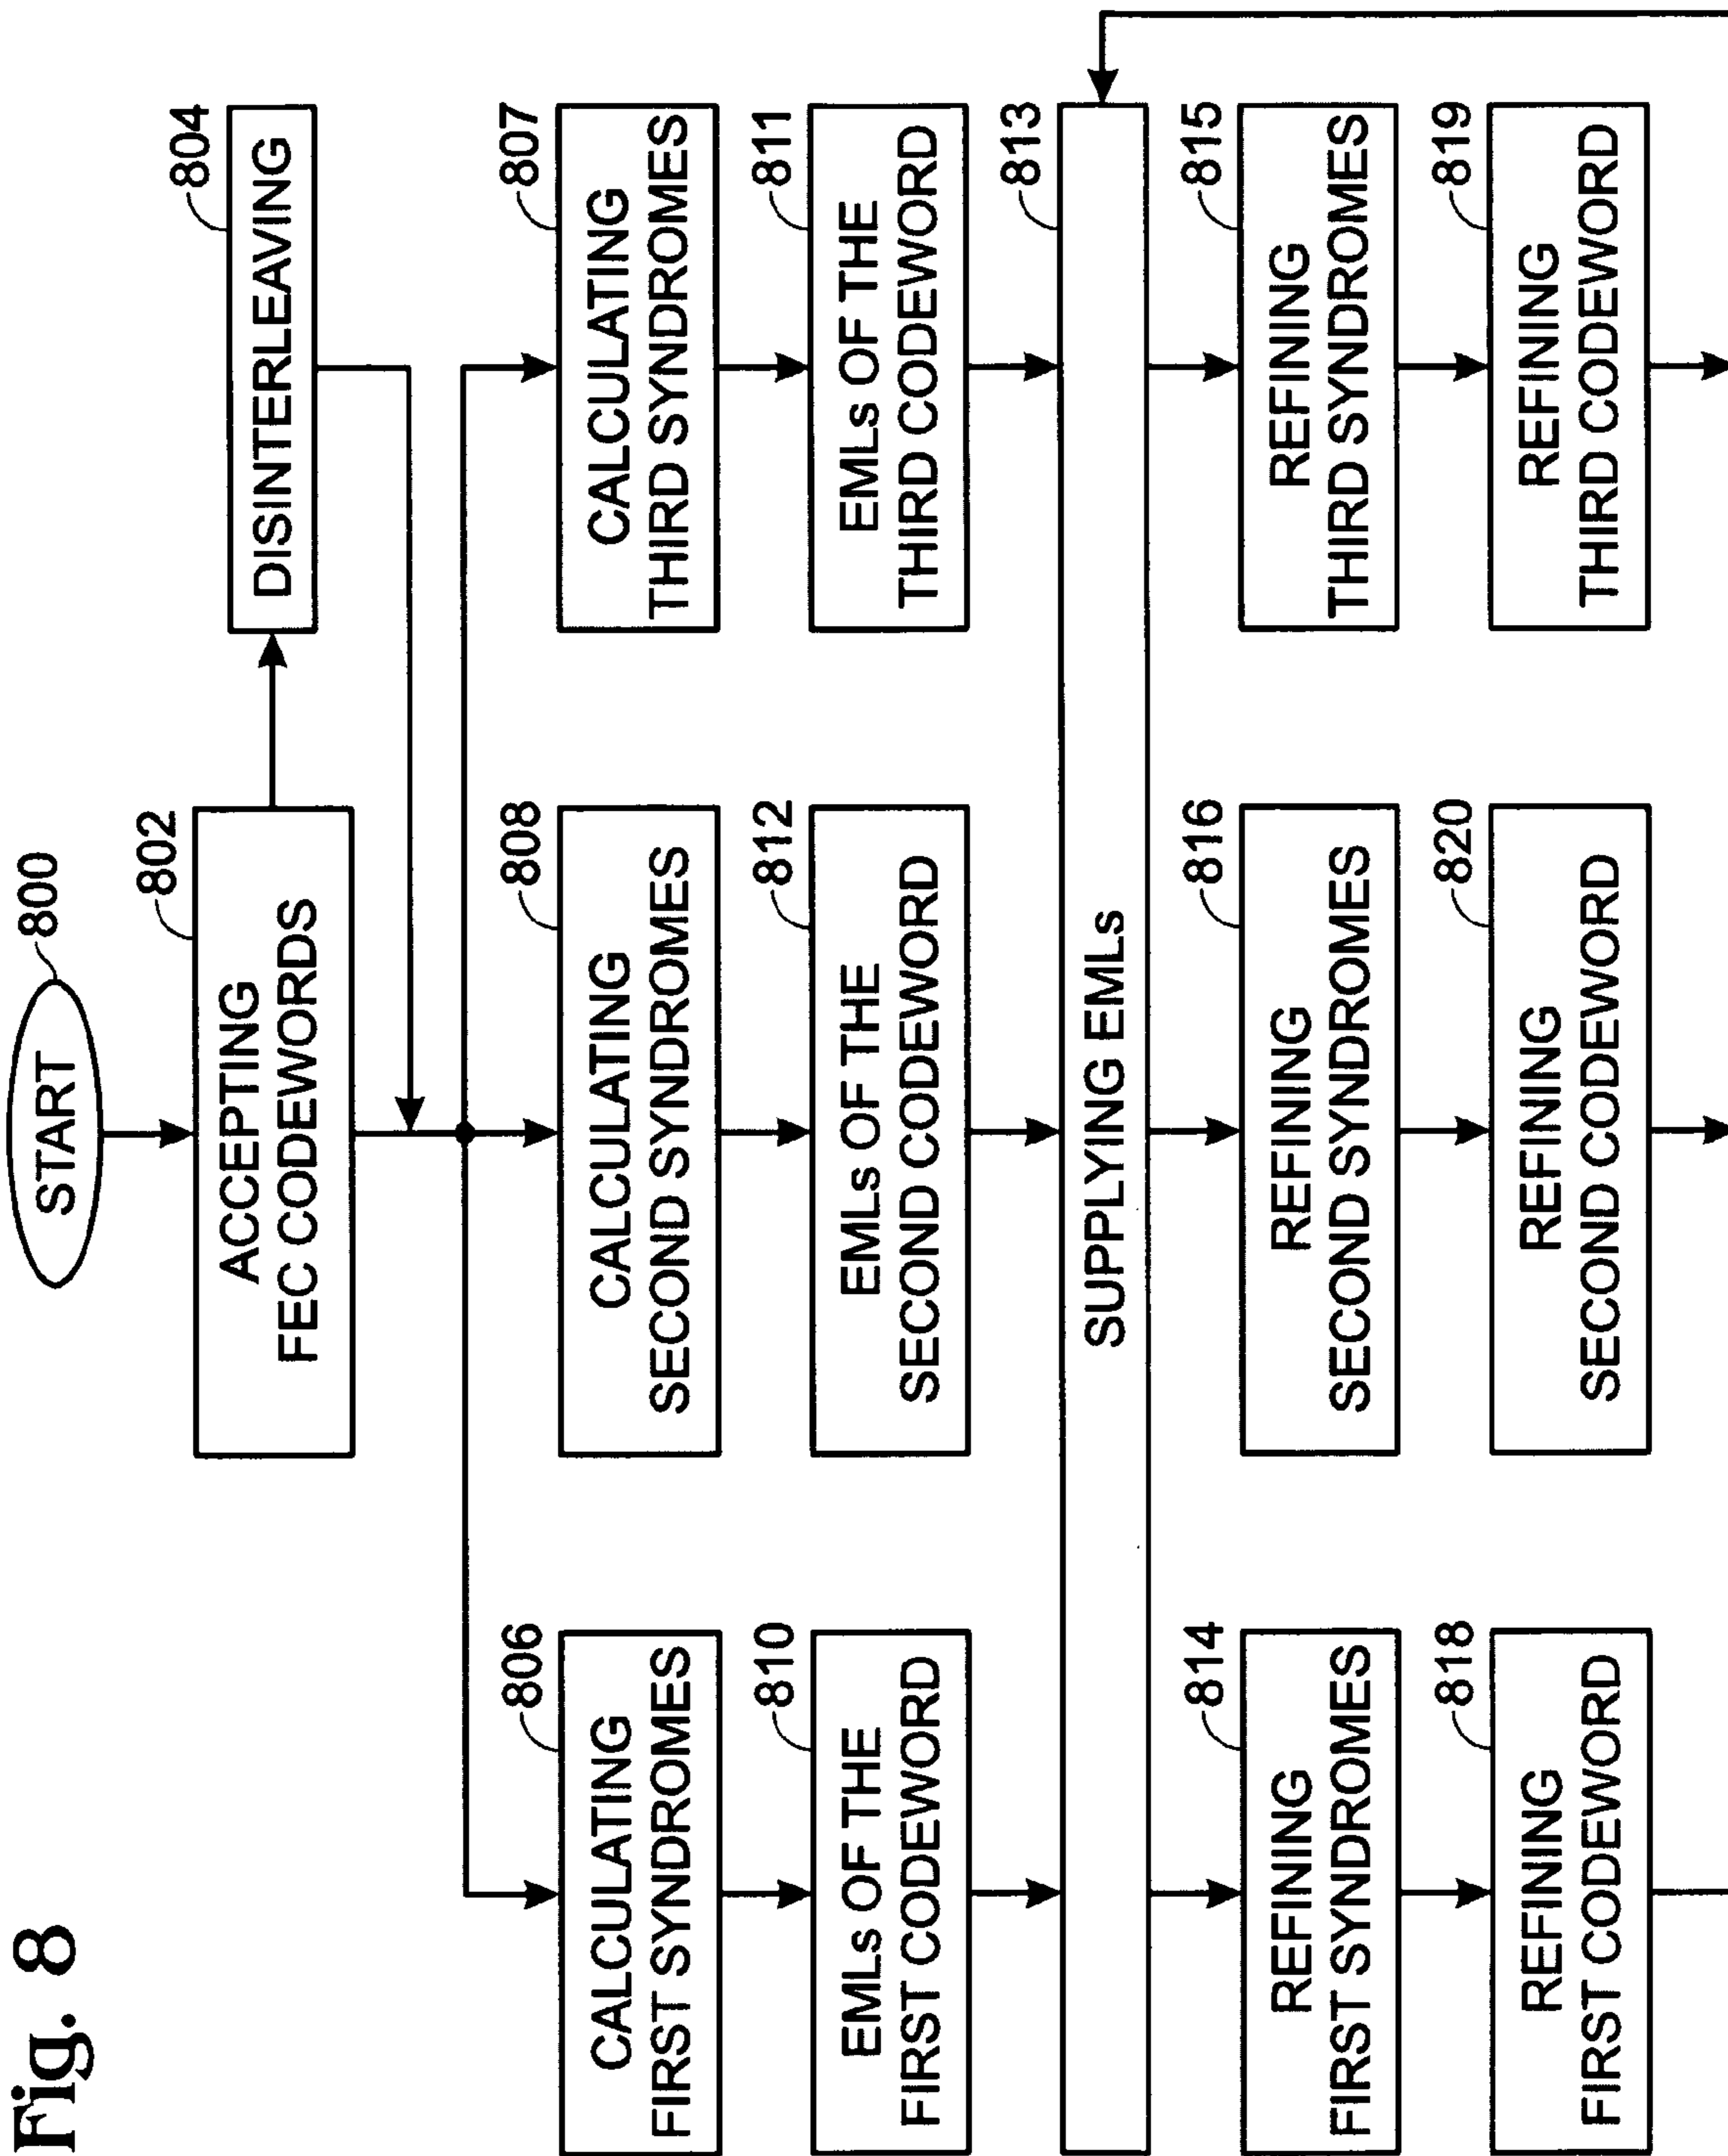 Fig. 8
START
800
802
ACCEPTING
FEC CODEWORDS
804
DISINTERLEAVING
806
CALCULATING
FIRST SYNDROMES
808
CALCULATING
SECOND SYNDROMES
807
CALCULATING
THIRD SYNDROMES
810
EMLs OF THE
FIRST CODEWORD
812
EMLs OF THE
SECOND CODEWORD
811
EMLs OF THE
THIRD CODEWORD
813
SUPPLYING EMLs
814
REFINING
FIRST SYNDROMES
816
REFINING
SECOND SYNDROMES
815
REFINING
THIRD SYNDROMES
818
REFINING
FIRST CODEWORD
820
REFINING
SECOND CODEWORD
819
REFINING
THIRD CODEWORD